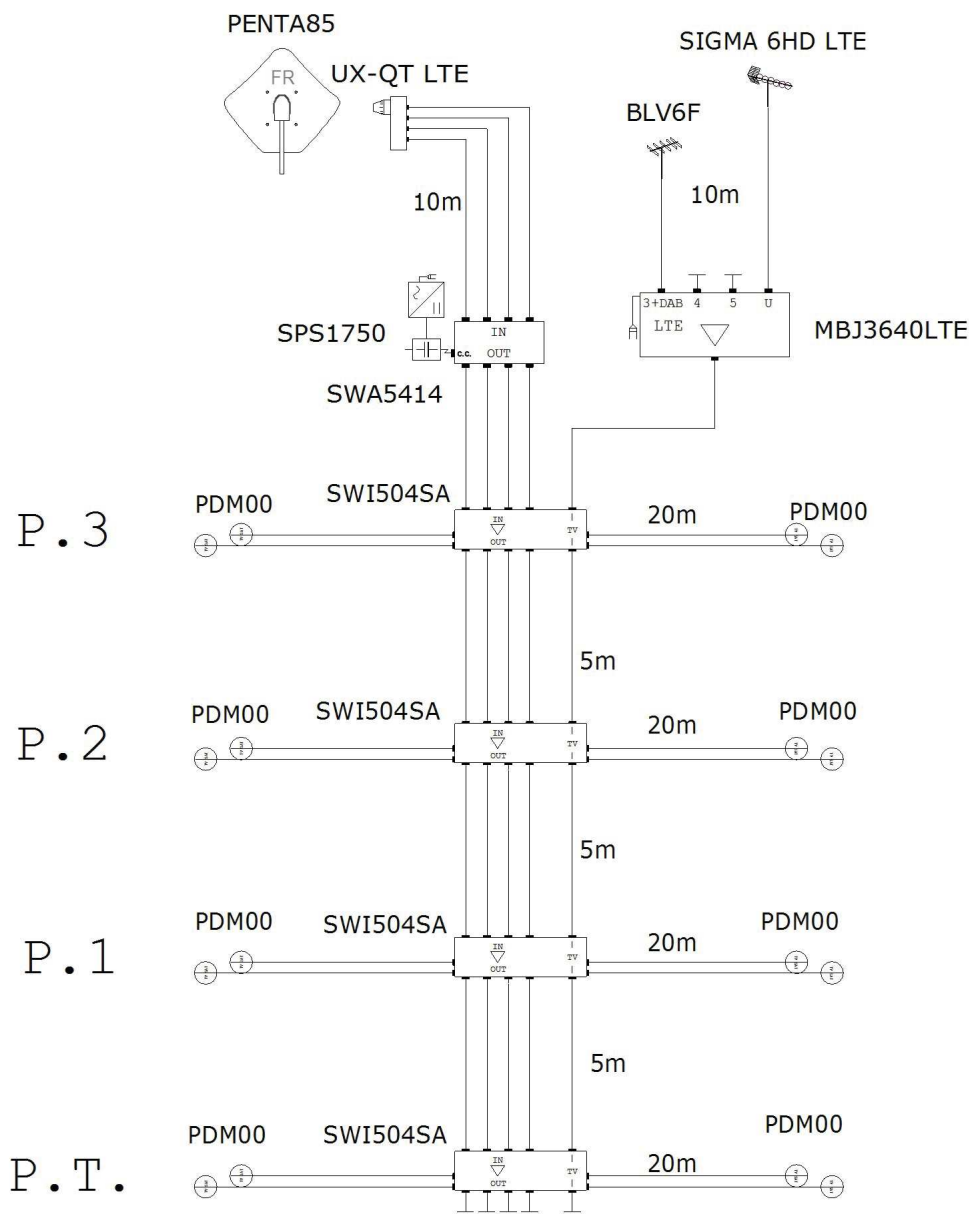 PENTA85
FR
UX-QT LTE
SIGMA 6HD LTE
BLV6F
10m
10m
3+DAB 4 5 U
LTE
MBJ3640LTE
SPS1750
IN
c.c. OUT
SWA5414
P.3
PDM00
SWI504SA
IN
OUT
TV
20m
PDM00
5m
P.2
PDM00
SWI504SA
IN
OUT
TV
20m
PDM00
5m
P.1
PDM00
SWI504SA
IN
OUT
TV
20m
PDM00
5m
P.T.
PDM00
SWI504SA
IN
OUT
TV
20m
PDM00